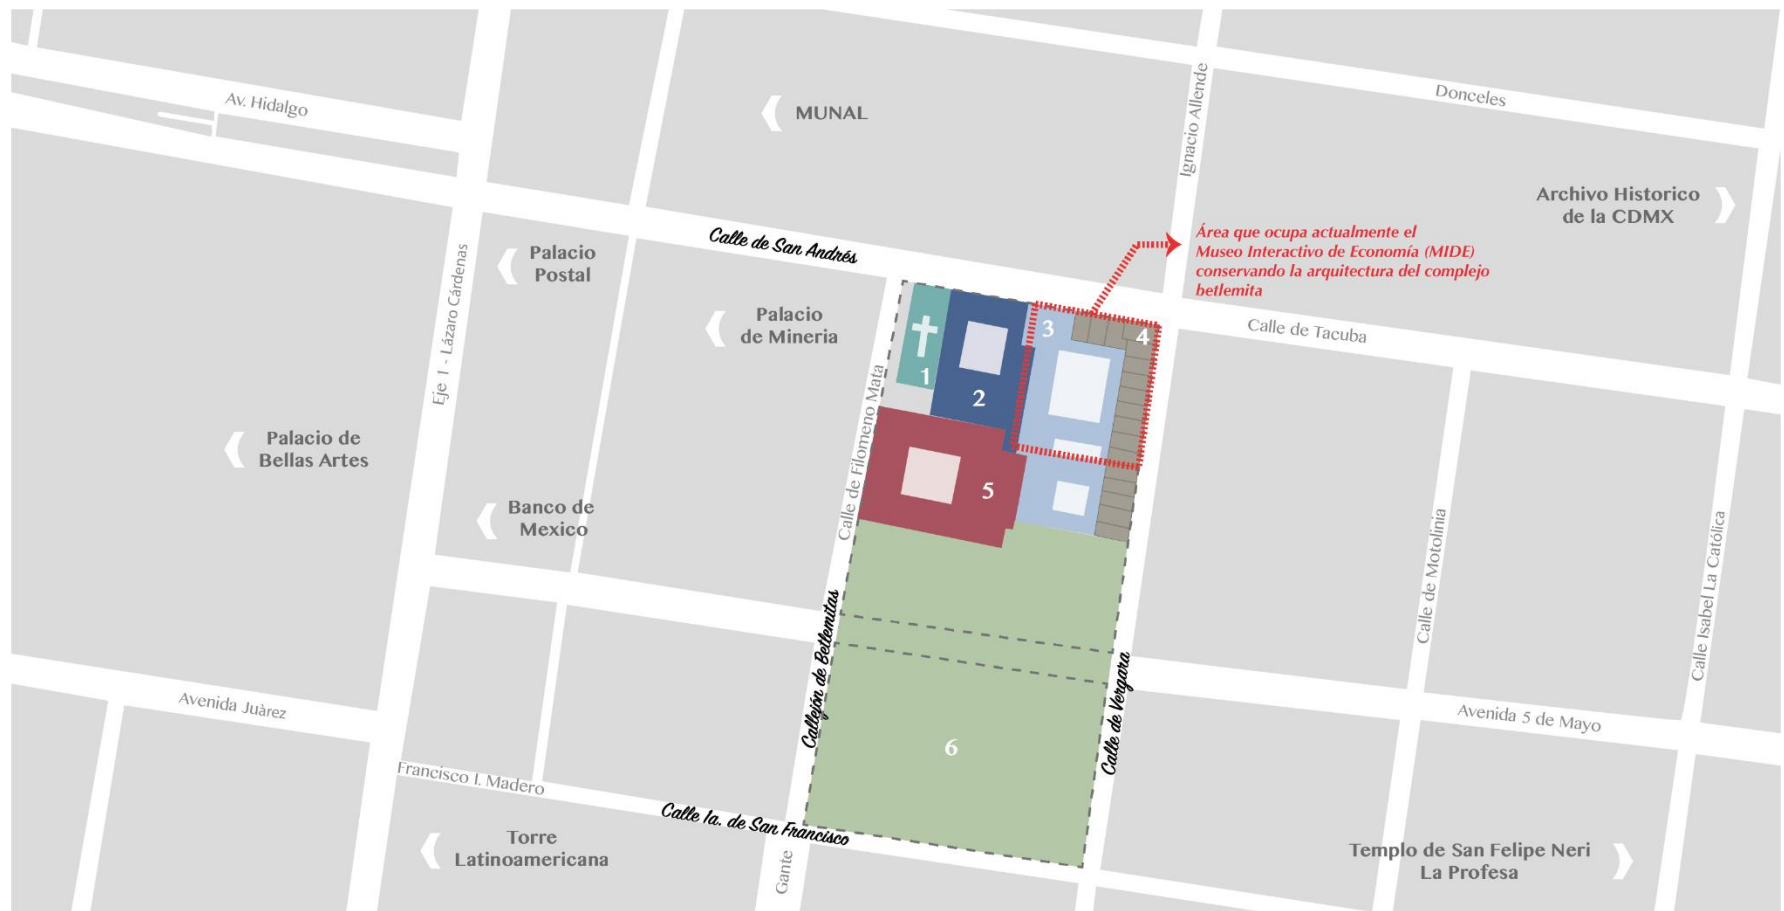 Av. Hidalgo
MUNAL
Ignacio Allende
Donceles
Archivo Historico
de la CDMX
Eje 1 - Lázaro Cárdenas
Palacio
Postal
Calle de San Andrés
Área que ocupa actualmente el
Museo Interactivo de Economía (MIDE)
conservando la arquitectura del complejo
betlemita
Palacio
de Mineria
Calle de Tacuba
1
2
3
4
5
6
Palacio de
Bellas Artes
Banco de
Mexico
Calle de Filomeno Mata
Calle de Motolinia
Calle Isabel La Católica
Callejón de Betlemitas
Calle de Vergara
Avenida Juàrez
Avenida 5 de Mayo
Francisco I. Madero
Calle 1a. de San Francisco
Torre
Latinoamericana
Gante
Templo de San Felipe Neri
La Profesa